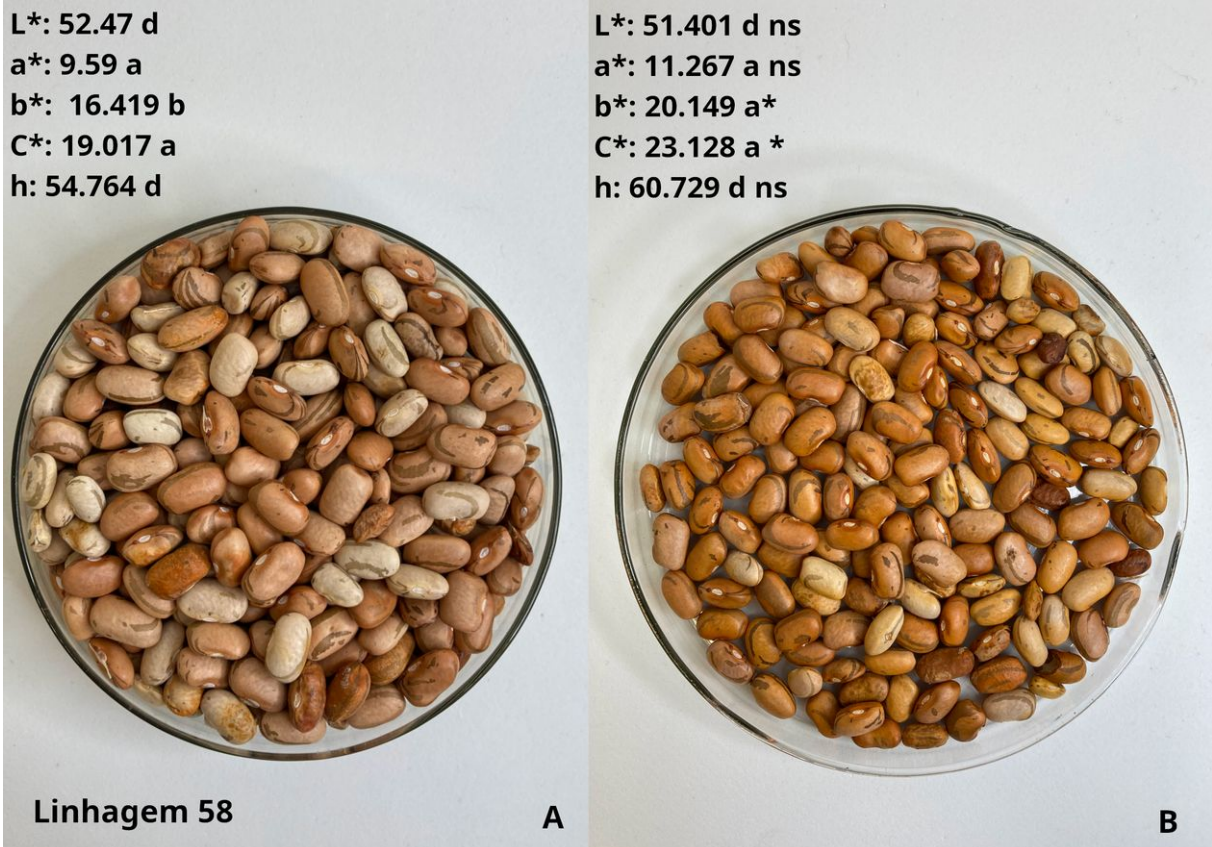 L*: 52.47 d
a*: 9.59 a
b*: 16.419 b
C*: 19.017 a
h: 54.764 d
L*: 51.401 d ns
a*: 11.267 a ns
b*: 20.149 a*
C*: 23.128 a *
h: 60.729 d ns
Linhagem 58
A
B